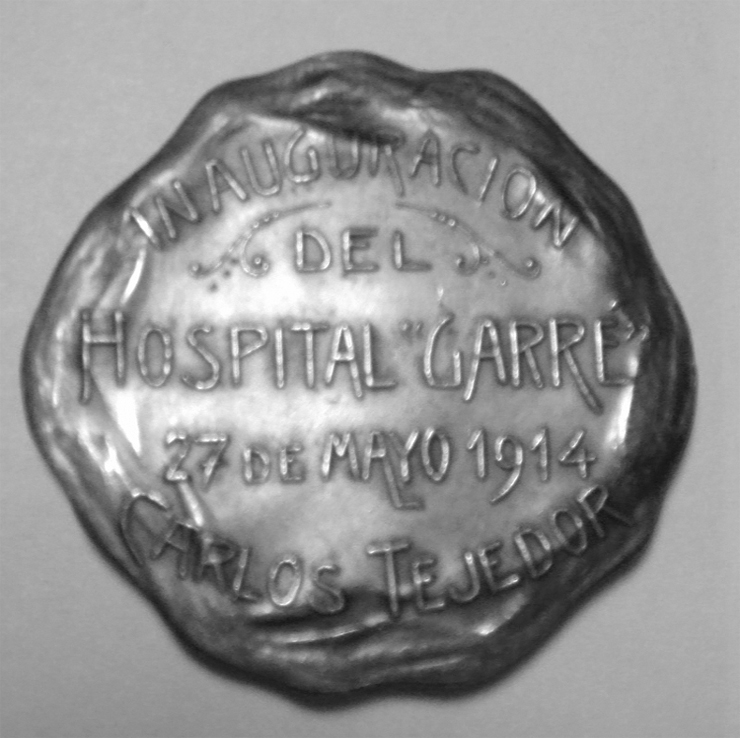 INAUGURACION
DEL
HOSPITAL "GARRÉ"
27 DE MAYO 1914
CARLOS TEJEDOR